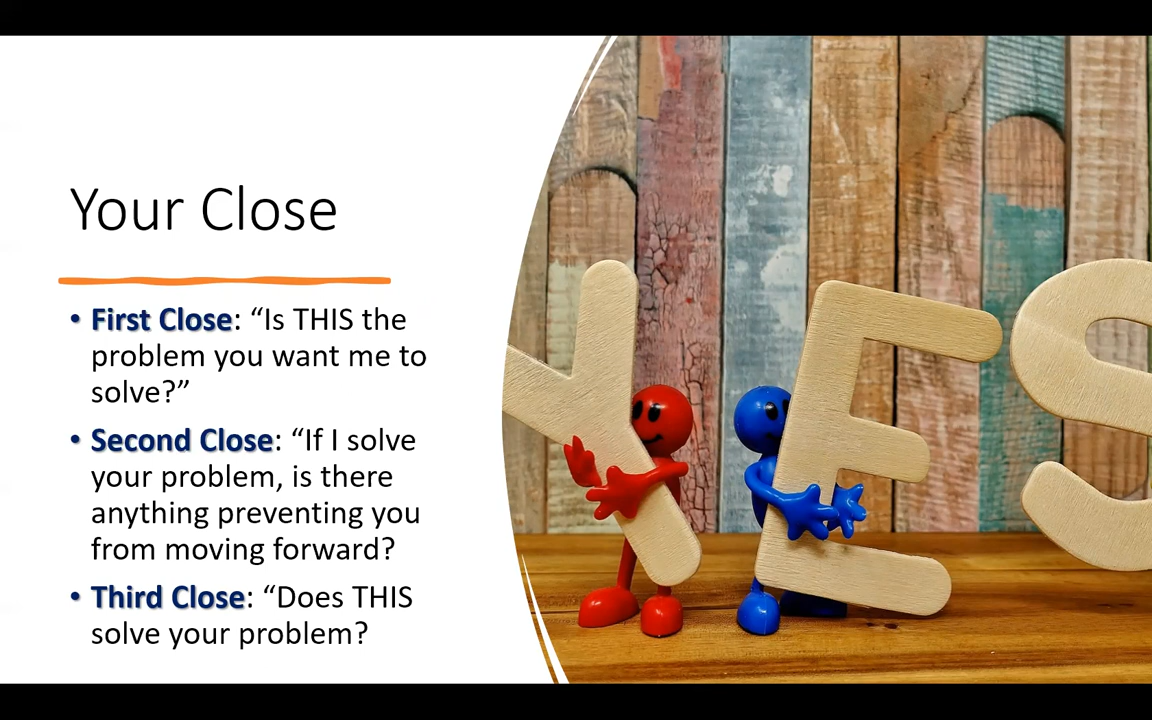 Your Close
• First Close: “Is THIS the
problem you want me to
solve?”
• Second Close: “If I solve
your problem, is there
anything preventing you
from moving forward?
• Third Close: “Does THIS
solve your problem?
YES